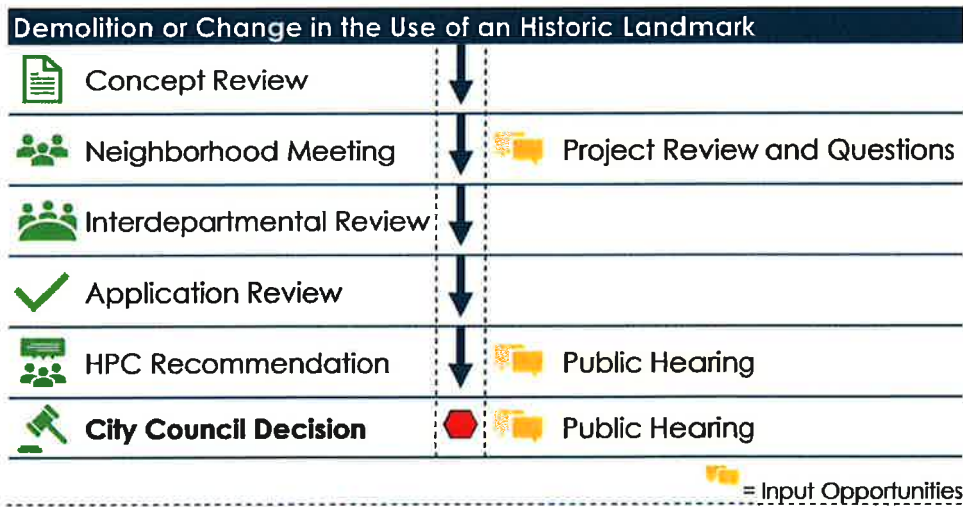 Demolition or Change in the Use of an Historic Landmark
Concept Review
Neighborhood Meeting Project Review and Questions
Interdepartmental Review
Application Review
HPC Recommendation Public Hearing
City Council Decision Public Hearing
= Input Opportunities